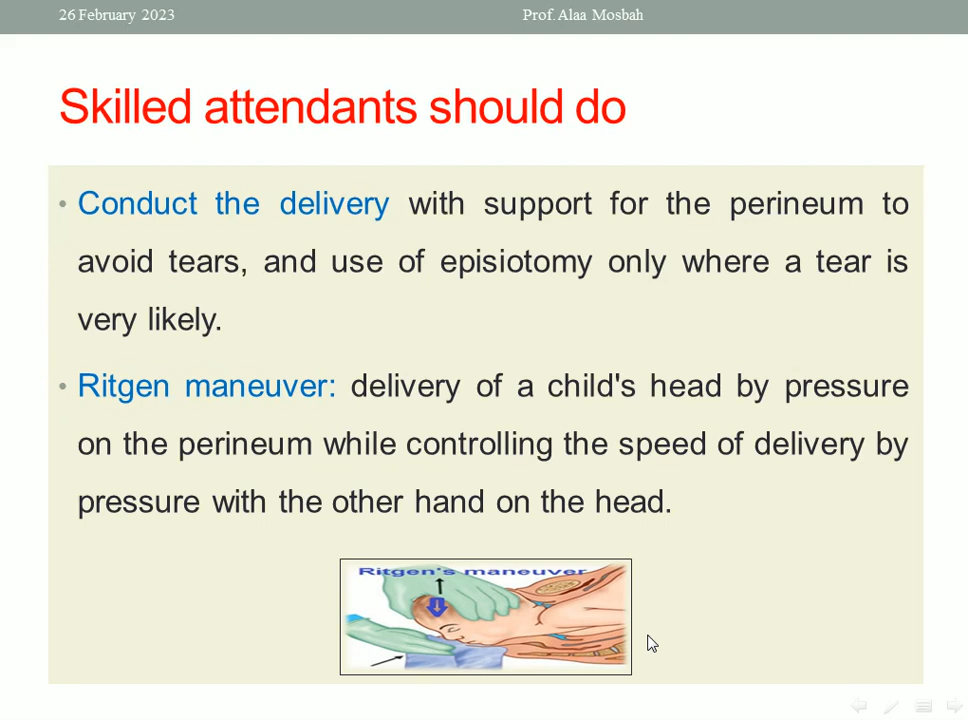 26 February 2023
Prof. Alaa Mosbah
Skilled attendants should do
• Conduct the delivery with support for the perineum to
avoid tears, and use of episiotomy only where a tear is
very likely.
• Ritgen maneuver: delivery of a child's head by pressure
on the perineum while controlling the speed of delivery by
pressure with the other hand on the head.
Ritgen's maneuver